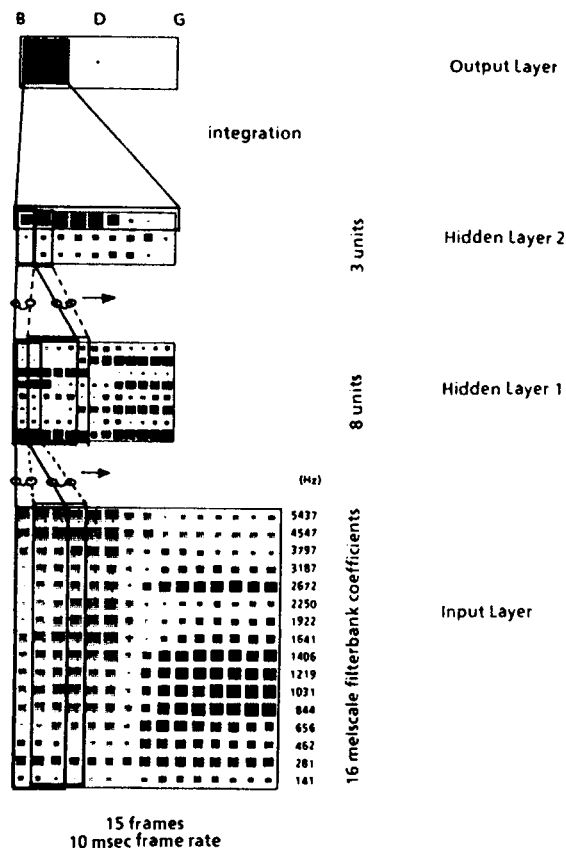 B D G
Output Layer
integration
3 units
Hidden Layer 2
8 units
Hidden Layer 1
(Hz)
5437
4547
3797
3187
2672
2250
1922
1641
1406
1219
1031
844
656
462
281
141
16 melscale filterbank coefficients
Input Layer
15 frames
10 msec frame rate